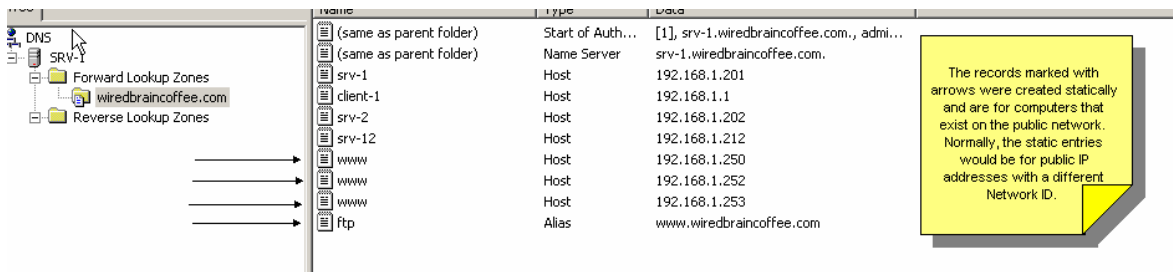 Name Type Data
DNS
SRV-1
Forward Lookup Zones
wiredbraincoffee.com
Reverse Lookup Zones
(same as parent folder) Start of Auth... [1], srv-1.wiredbraincoffee.com., admi...
(same as parent folder) Name Server srv-1.wiredbraincoffee.com.
srv-1 Host 192.168.1.201
client-1 Host 192.168.1.1
srv-2 Host 192.168.1.202
srv-12 Host 192.168.1.212
www Host 192.168.1.250
www Host 192.168.1.252
www Host 192.168.1.253
ftp Alias www.wiredbraincoffee.com
The records marked with
arrows were created statically
and are for computers that
exist on the public network.
Normally, the static entries
would be for public IP
addresses with a different
Network ID.